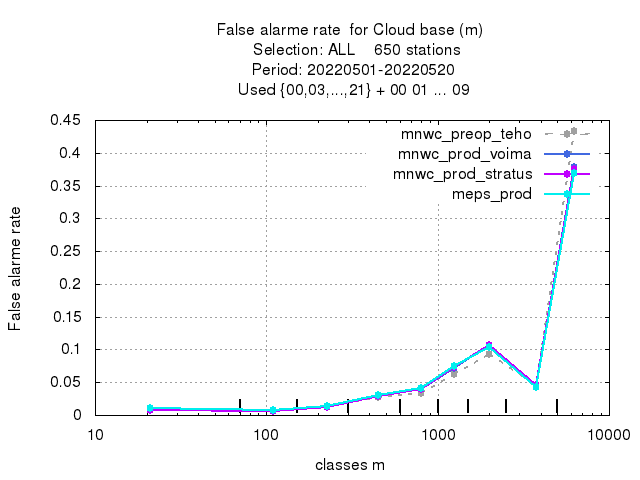 False alarme rate  for Cloud base (m)
Selection: ALL    650 stations
Period: 20220501-20220520
Used {00,03,...,21} + 00 01 ... 09
mnwc_preop_teho
mnwc_prod_voima
mnwc_prod_stratus
meps_prod
0.45
0.4
0.35
0.3
0.25
0.2
0.15
0.1
0.05
0
False alarme rate
10
100
1000
10000
classes m